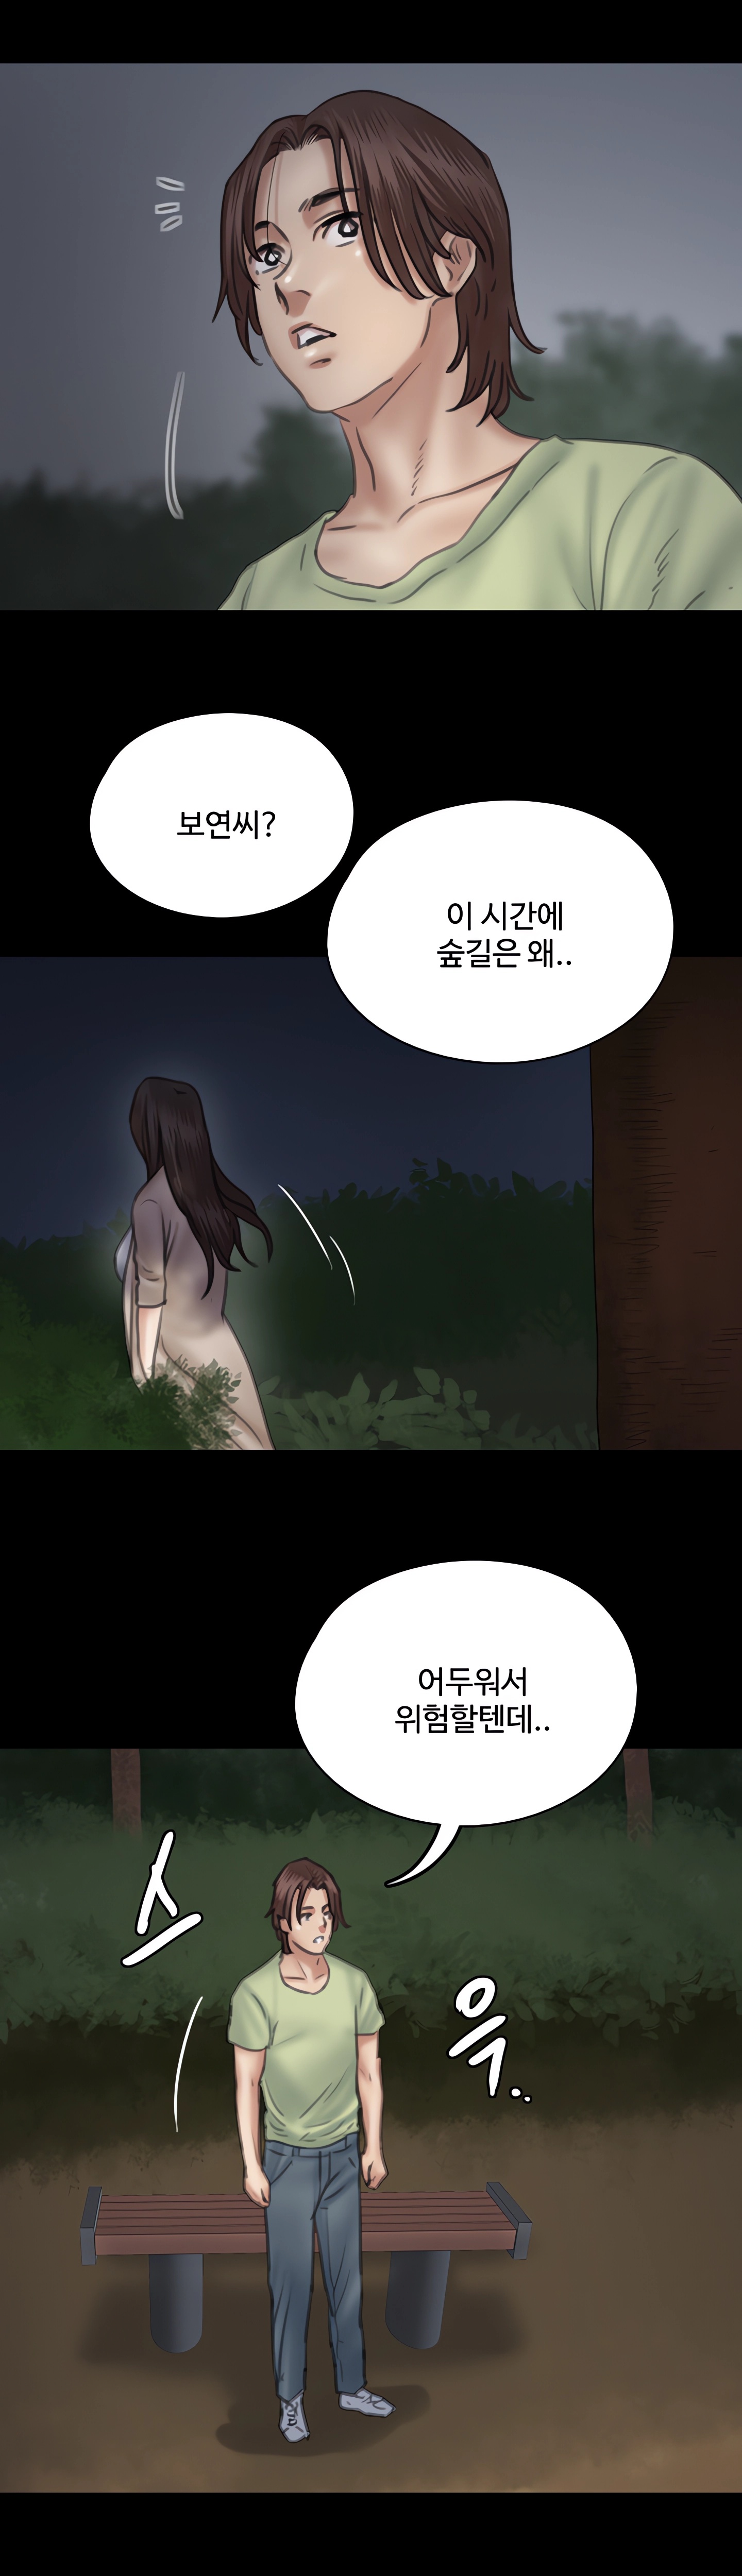 보연씨?
이 시간에
숲길은 왜..
어두워서
위험할텐데..
스
윽..